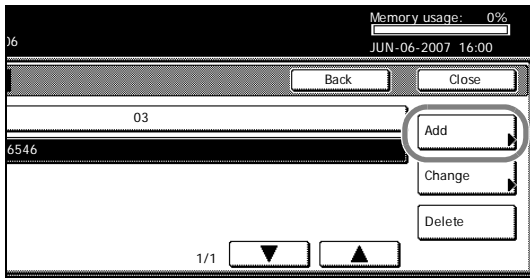 Memory usage: 0%
06
JUN-06-2007 16:00
Back
Close
03
Add
6546
Change
Delete
1/1